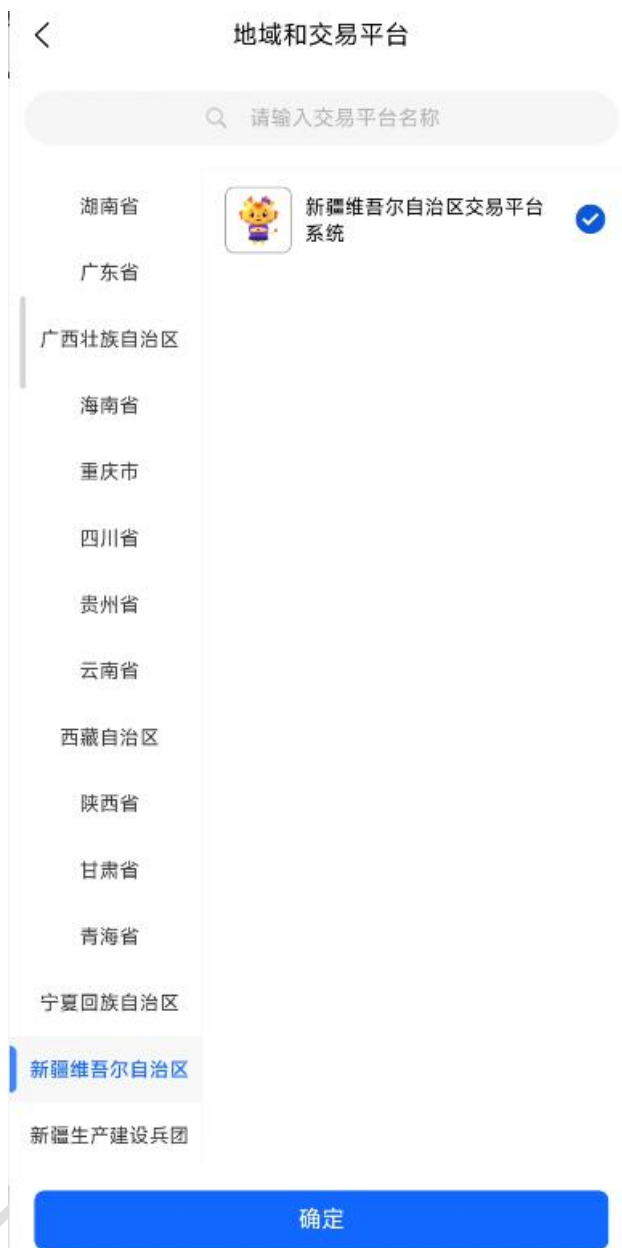 地域和交易平台
请输入交易平台名称
湖南省
广东省
广西壮族自治区
海南省
重庆市
四川省
贵州省
云南省
西藏自治区
陕西省
甘肃省
青海省
宁夏回族自治区
新疆维吾尔自治区
新疆生产建设兵团
新疆维吾尔自治区交易平台
系统
确定